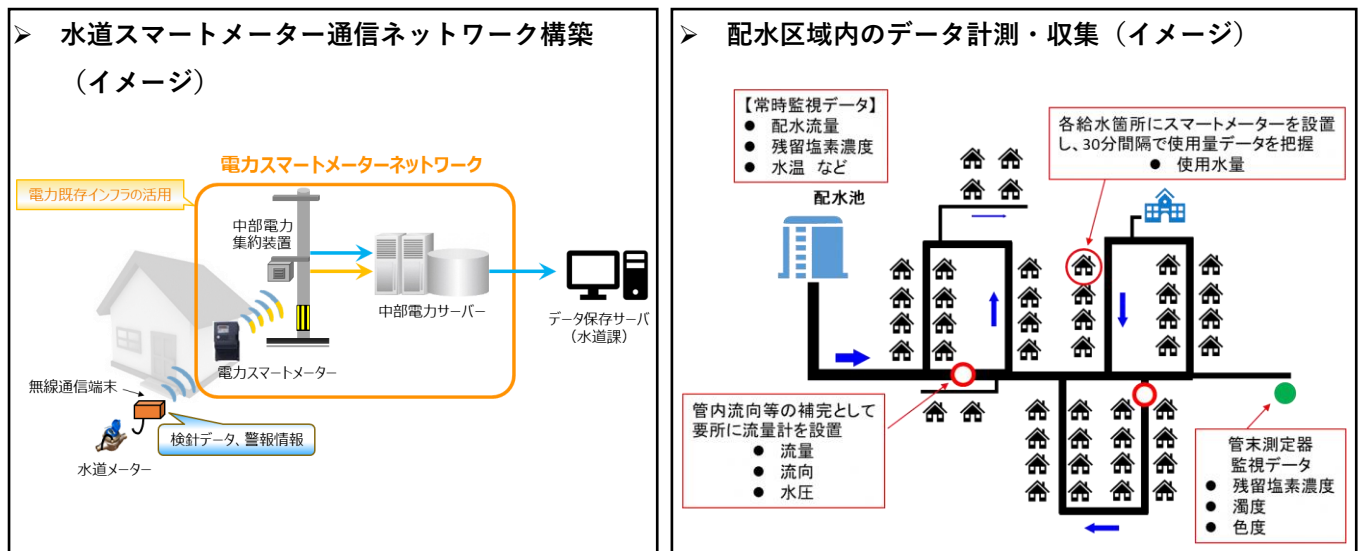 ➢ 水道スマートメーター通信ネットワーク構築
（イメージ）
電力スマートメーターネットワーク
電力既存インフラの活用
中部電力
集約装置
中部電力サーバー
データ保存サーバ
（水道課）
電力スマートメーター
無線通信端末
検針データ、警報情報
水道メーター
➢ 配水区域内のデータ計測・収集（イメージ）
【常時監視データ】
● 配水流量
● 残留塩素濃度
● 水温 など
配水池
各給水箇所にスマートメーターを設置
し、30分間隔で使用量データを把握
● 使用水量
管内流向等の補完として
要所に流量計を設置
● 流量
● 流向
● 水圧
管末測定器
監視データ
● 残留塩素濃度
● 濁度
● 色度